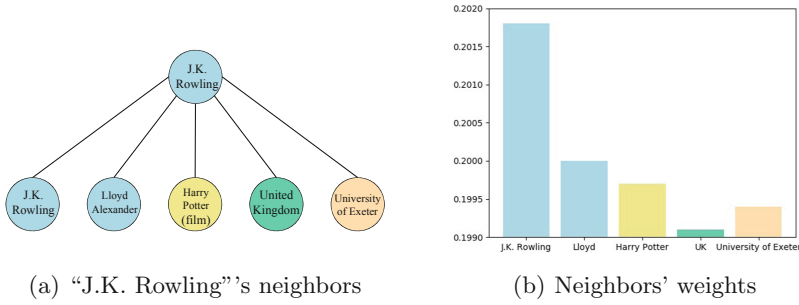 J.K.
Rowling
J.K.
Rowling
Lloyd
Alexander
Harry
Potter
(film)
United
Kingdom
University
of Exeter
(a) “J.K. Rowling”’s neighbors
0.2020
0.2015
0.2010
0.2005
0.2000
0.1995
0.1990
J.K. Rowling Lloyd Harry Potter UK University of Exeter
(b) Neighbors’ weights